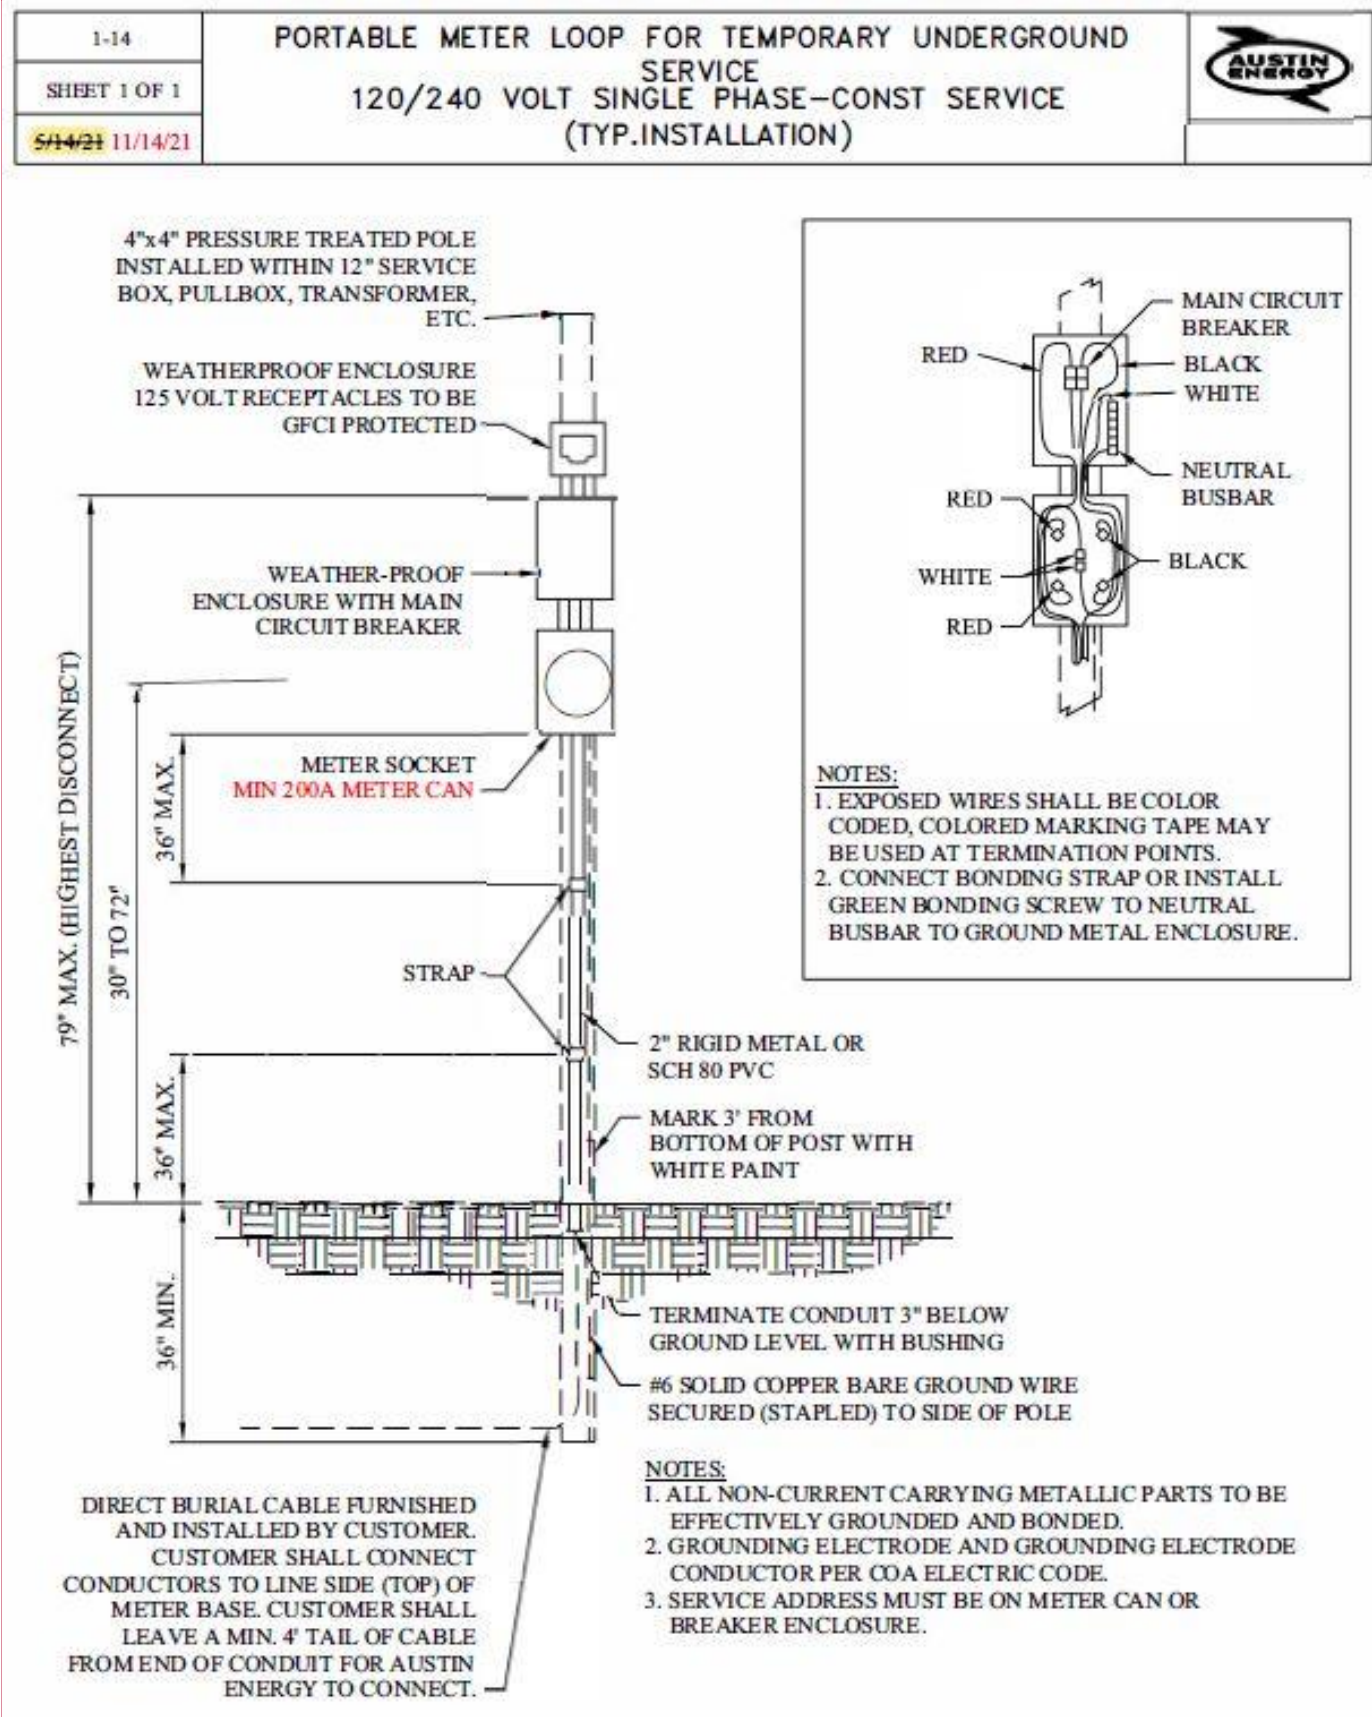 1-14
SHEET 1 OF 1
5/14/21 11/14/21
PORTABLE METER LOOP FOR TEMPORARY UNDERGROUND
SERVICE
120/240 VOLT SINGLE PHASE-CONST SERVICE
(TYP.INSTALLATION)
AUSTIN
ENERGY
4"x4" PRESSURE TREATED POLE
INSTALLED WITHIN 12" SERVICE
BOX, PULLBOX, TRANSFORMER,
ETC.
WEATHERPROOF ENCLOSURE
125 VOLT RECEPTACLES TO BE
GFCI PROTECTED
WEATHER-PROOF
ENCLOSURE WITH MAIN
CIRCUIT BREAKER
METER SOCKET
MIN 200A METER CAN
79" MAX. (HIGHEST DISCONNECT)
30" TO 72"
36" MAX.
STRAP
36" MAX.
36" MIN.
2" RIGID METAL OR
SCH 80 PVC
MARK 3' FROM
BOTTOM OF POST WITH
WHITE PAINT
TERMINATE CONDUIT 3" BELOW
GROUND LEVEL WITH BUSHING
#6 SOLID COPPER BARE GROUND WIRE
SECURED (STAPLED) TO SIDE OF POLE
DIRECT BURIAL CABLE FURNISHED
AND INSTALLED BY CUSTOMER.
CUSTOMER SHALL CONNECT
CONDUCTORS TO LINE SIDE (TOP) OF
METER BASE. CUSTOMER SHALL
LEAVE A MIN. 4' TAIL OF CABLE
FROM END OF CONDUIT FOR AUSTIN
ENERGY TO CONNECT.
MAIN CIRCUIT
BREAKER
RED
BLACK
WHITE
NEUTRAL
BUSBAR
RED
WHITE
BLACK
RED
NOTES:
1. EXPOSED WIRES SHALL BE COLOR
CODED, COLORED MARKING TAPE MAY
BE USED AT TERMINATION POINTS.
2. CONNECT BONDING STRAP OR INSTALL
GREEN BONDING SCREW TO NEUTRAL
BUSBAR TO GROUND METAL ENCLOSURE.
NOTES:
1. ALL NON-CURRENT CARRYING METALLIC PARTS TO BE
EFFECTIVELY GROUNDED AND BONDED.
2. GROUNDING ELECTRODE AND GROUNDING ELECTRODE
CONDUCTOR PER COA ELECTRIC CODE.
3. SERVICE ADDRESS MUST BE ON METER CAN OR
BREAKER ENCLOSURE.